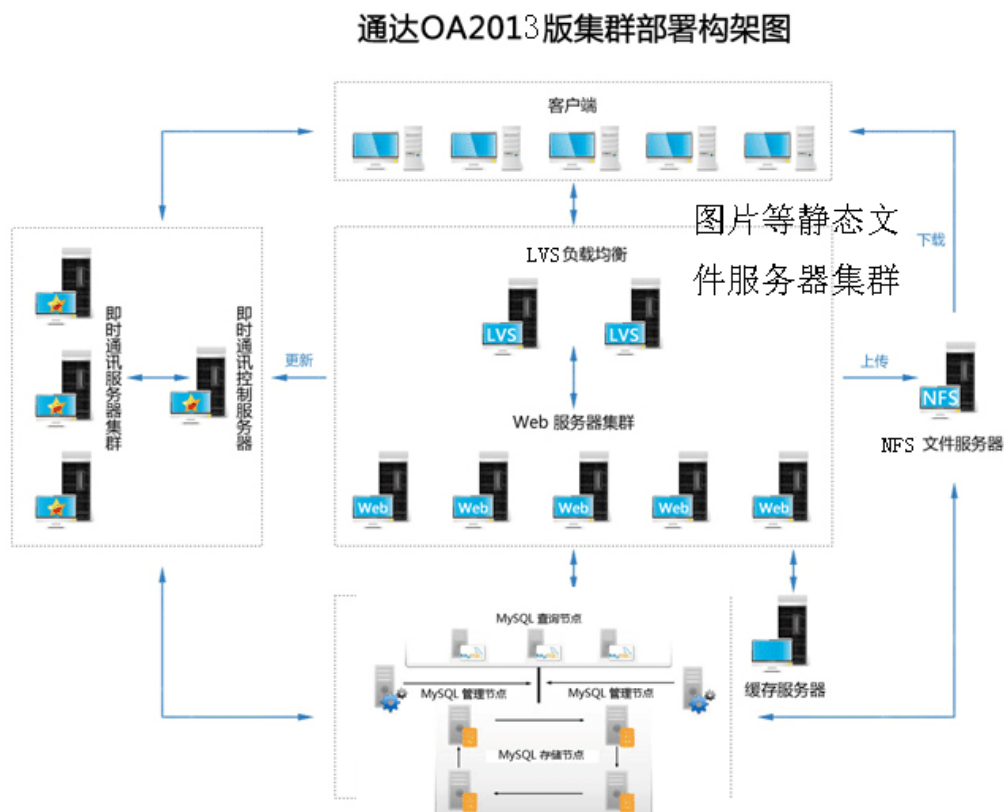 通达OA2013版集群部署构架图
客户端
图片等静态文
件服务器集群
下载
LVS负载均衡
LVS
LVS
即时通讯服务器集群
即时通讯控制服务器
更新
上传
NFS
NFS 文件服务器
Web 服务器集群
Web
Web
Web
Web
Web
MySQL 查询节点
MySQL 管理节点
MySQL 管理节点
缓存服务器
MySQL 存储节点